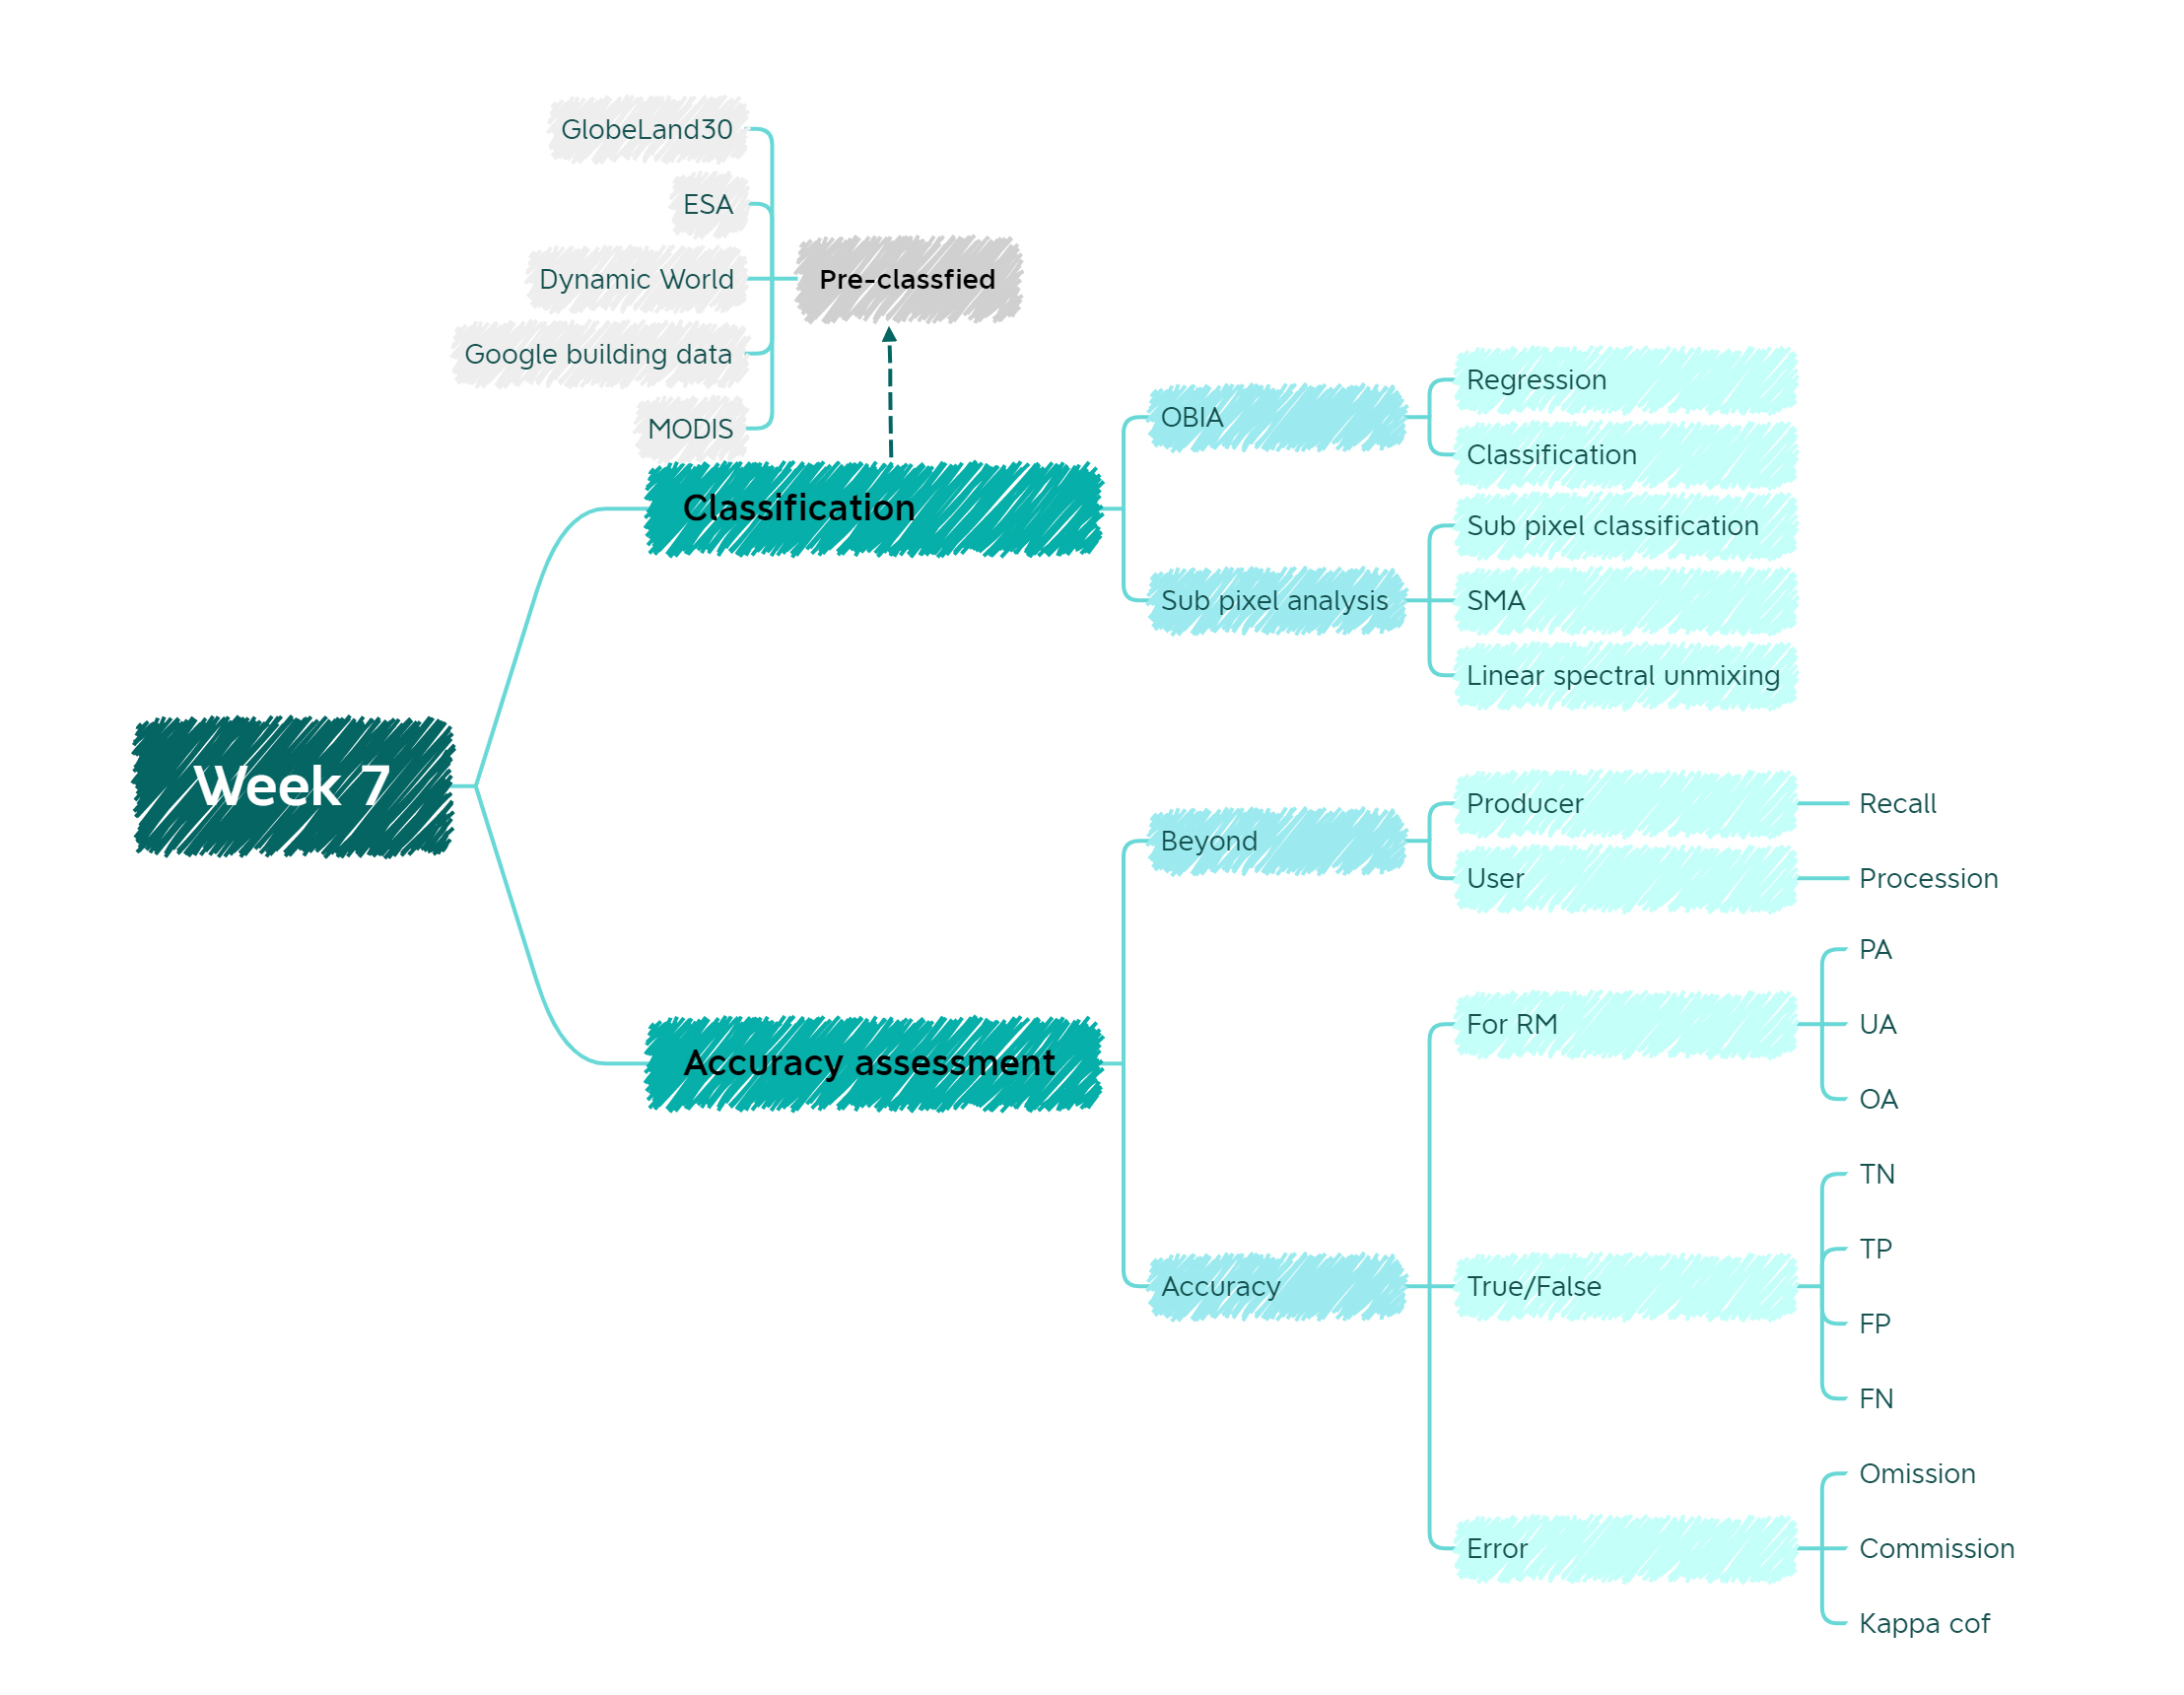 GlobeLand30
ESA
Dynamic World
Pre-classfied
Google building data
MODIS
Classification
OBIA
Regression
Classification
Sub pixel analysis
Sub pixel classification
SMA
Linear spectral unmixing
Week 7
Accuracy assessment
Beyond
Producer
Recall
User
Procession
Accuracy
For RM
PA
UA
OA
True/False
TN
TP
FP
FN
Error
Omission
Commission
Kappa cof